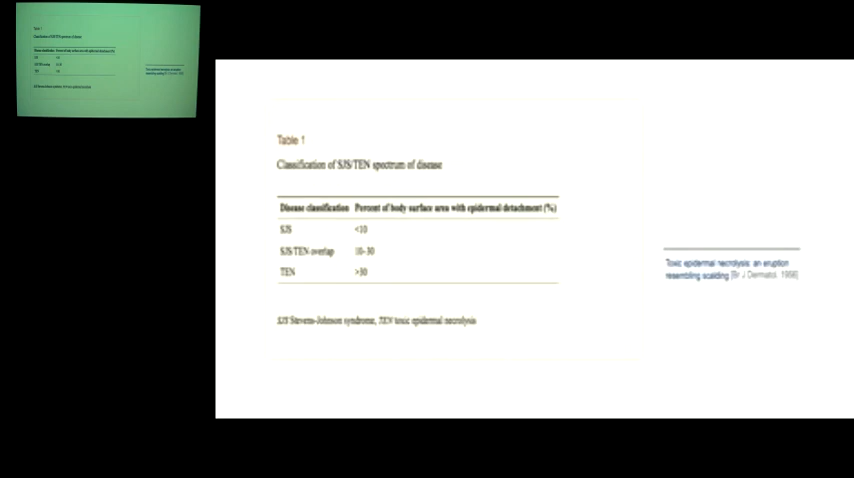 Table 1
Classification of SJS/TEN spectrum of disease
Disease classification Percent of body surface area with epidermal detachment (%)
SJS <10
SJS/TEN overlap 10–30
TEN >30
SJS Stevens-Johnson syndrome, TEN toxic epidermal necrolysis
Toxic epidermal necrolysis: an eruption
resembling scalding [Br J Dermatol. 1956]